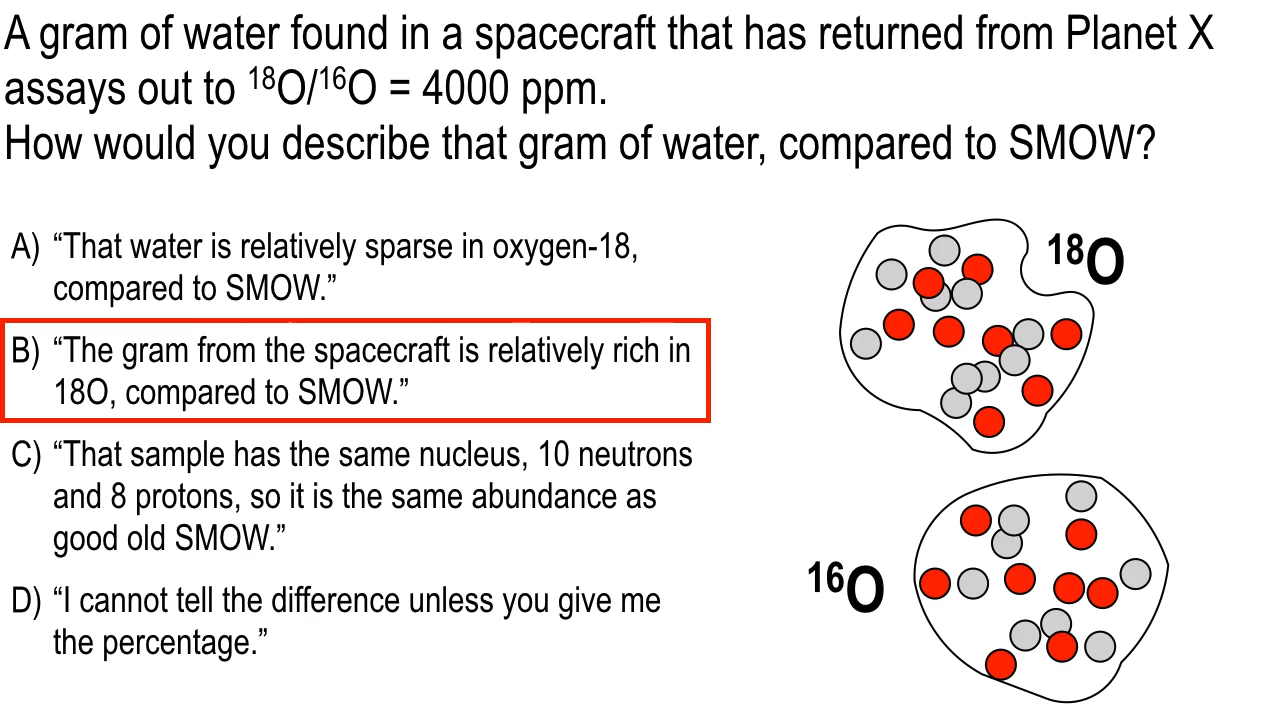 A gram of water found in a spacecraft that has returned from Planet X
assays out to ¹⁸O/¹⁶O = 4000 ppm.
How would you describe that gram of water, compared to SMOW?
A) “That water is relatively sparse in oxygen-18,
compared to SMOW.”
B) “The gram from the spacecraft is relatively rich in
18O, compared to SMOW.”
C) “That sample has the same nucleus, 10 neutrons
and 8 protons, so it is the same abundance as
good old SMOW.”
D) “I cannot tell the difference unless you give me
the percentage.”
¹⁸O
¹⁶O